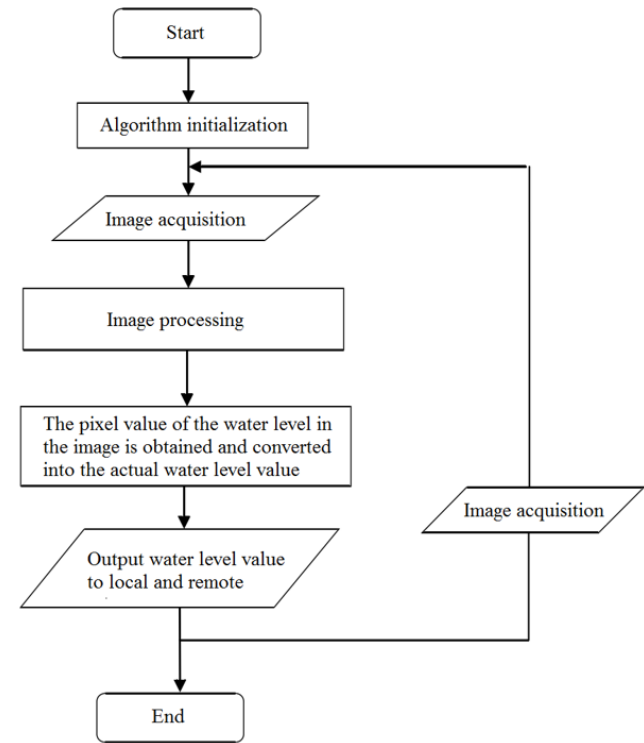 Start
Algorithm initialization
Image acquisition
Image processing
The pixel value of the water level in
the image is obtained and converted
into the actual water level value
Image acquisition
Output water level value
to local and remote
End